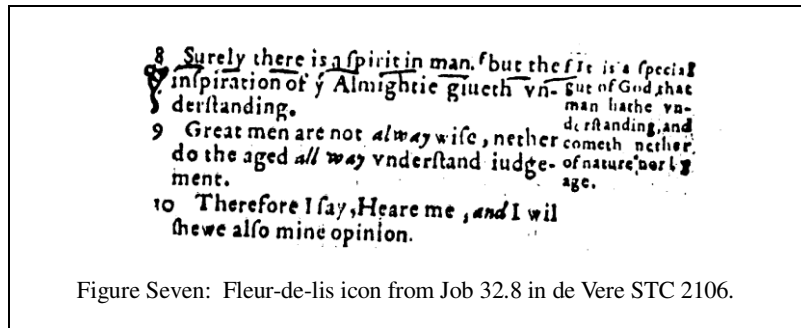 8 Surely there is a ſpirit in man, ᶠbut the
inſpiration of ẏ Almightie giueth vn-
derſtanding.
9 Great men are not alway wiſe, nether
do the aged all way vnderſtand iudge-
ment.
10 Therefore I ſay, Heare me, and I wil
ſhewe alſo mine opinion.
f It is a ſpecial
gift of God, that
man hathe vn-
derſtanding, and
cometh nether
of nature, nor by
age.
Figure Seven: Fleur-de-lis icon from Job 32.8 in de Vere STC 2106.